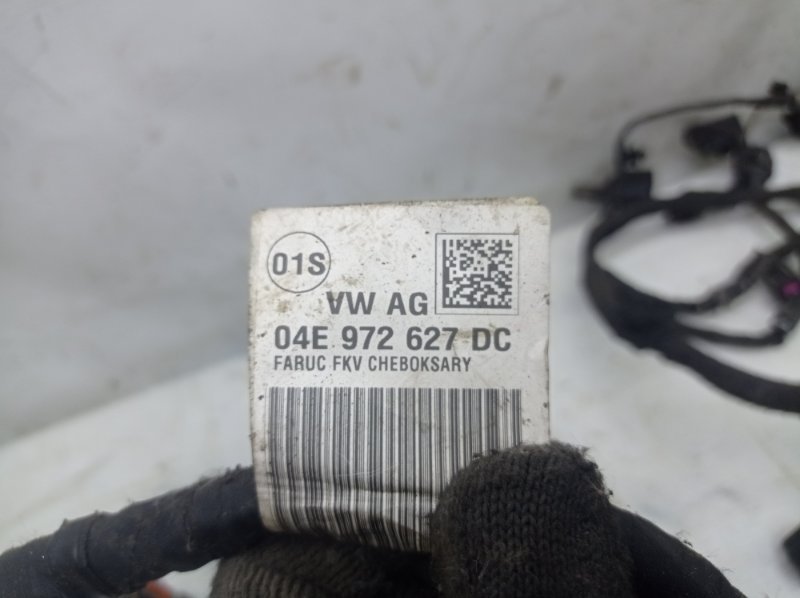 01S
VW AG
04E 972 627 DC
FARUC FKV CHEBOKSARY